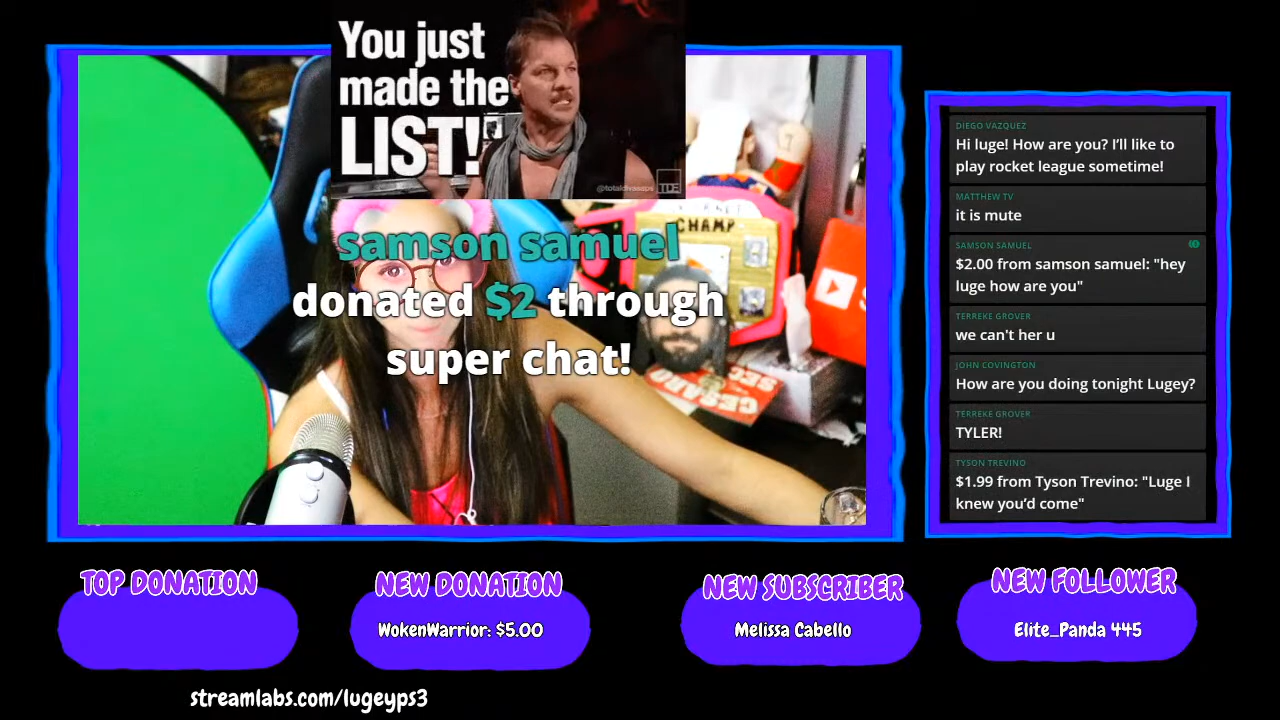 You just
made the
LIST!
@totaldivaseps
samson samuel
donated $2 through
super chat!
CHAMP
CESARO
SEC
DIEGO VAZQUEZ
Hi luge! How are you? I'll like to
play rocket league sometime!
MATTHEW TV
it is mute
SAMSON SAMUEL
$2.00 from samson samuel: "hey
luge how are you"
TERREKE GROVER
we can't her u
JOHN COVINGTON
How are you doing tonight Lugey?
TERREKE GROVER
TYLER!
TYSON TREVINO
$1.99 from Tyson Trevino: "Luge I
knew you'd come"
TOP DONATION
NEW DONATION
WokenWarrior: $5.00
NEW SUBSCRIBER
Melissa Cabello
NEW FOLLOWER
Elite_Panda 445
streamlabs.com/lugeyps3